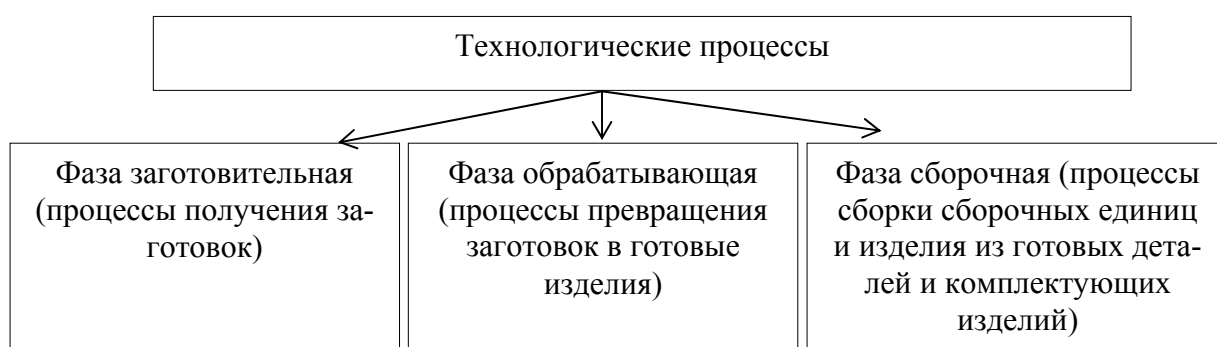 Технологические процессы
Фаза заготовительная
(процессы получения за-
готовок)
Фаза обрабатывающая
(процессы превращения
заготовок в готовые
изделия)
Фаза сборочная (процессы
сборки сборочных единиц
и изделия из готовых дета-
лей и комплектующих
изделий)